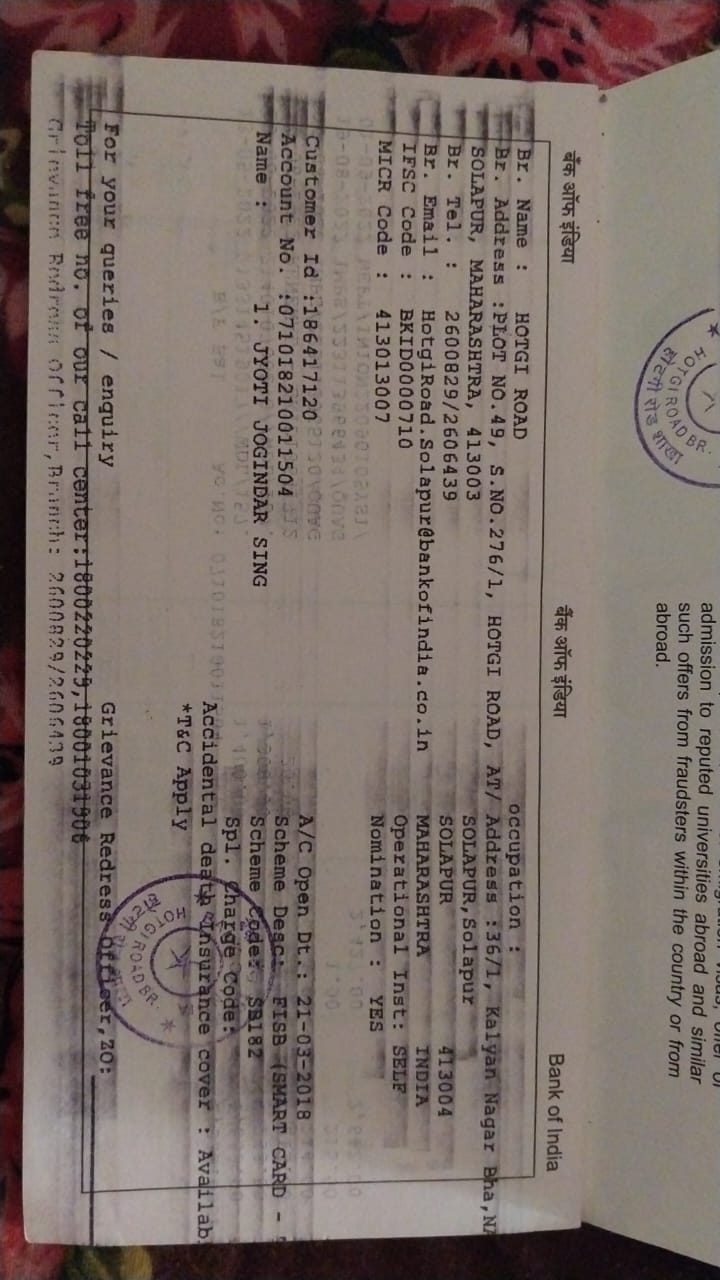 HOTGI ROAD BR.
होटगी रोड शाखा
admission to reputed universities abroad and similar
such offers from fraudsters within the country or from
abroad.
बैंक ऑफ इंडिया बैंक ऑफ इंडिया Bank of India
Br. Name : HOTGI ROAD occupation :
Br. Address :PLOT NO.49, S.NO.276/1, HOTGI ROAD, AT/ Address :36/1, Kalyan Nagar Bha,NA
SOLAPUR, MAHARASHTRA, 413003 SOLAPUR,Solapur
Br. Tel. : 2600829/2606439 SOLAPUR 413004
Br. Email : HotgiRoad.Solapur@bankofindia.co.in MAHARASHTRA INDIA
IFSC Code : BKID0000710 Operational Inst: SELF
MICR Code : 413013007 Nomination : YES
Customer Id :186417120 A/C Open Dt.: 21-03-2018
Account No. :071018210011504 Scheme Desc: FISB (SMART CARD -
Name : 1. JYOTI JOGINDAR SING Scheme Code: SB182
Spl. Charge Code:
Accidental death Insurance cover : Availab
*T&C Apply
HOTGI ROAD BR.
होटगी रोड शाखा
For your queries / enquiry Grievance Redress Officer,ZO:
Toll free no. of our call center:1800220229,18001031906
Grievance Redress Officer,Branch: 2600829/2606439